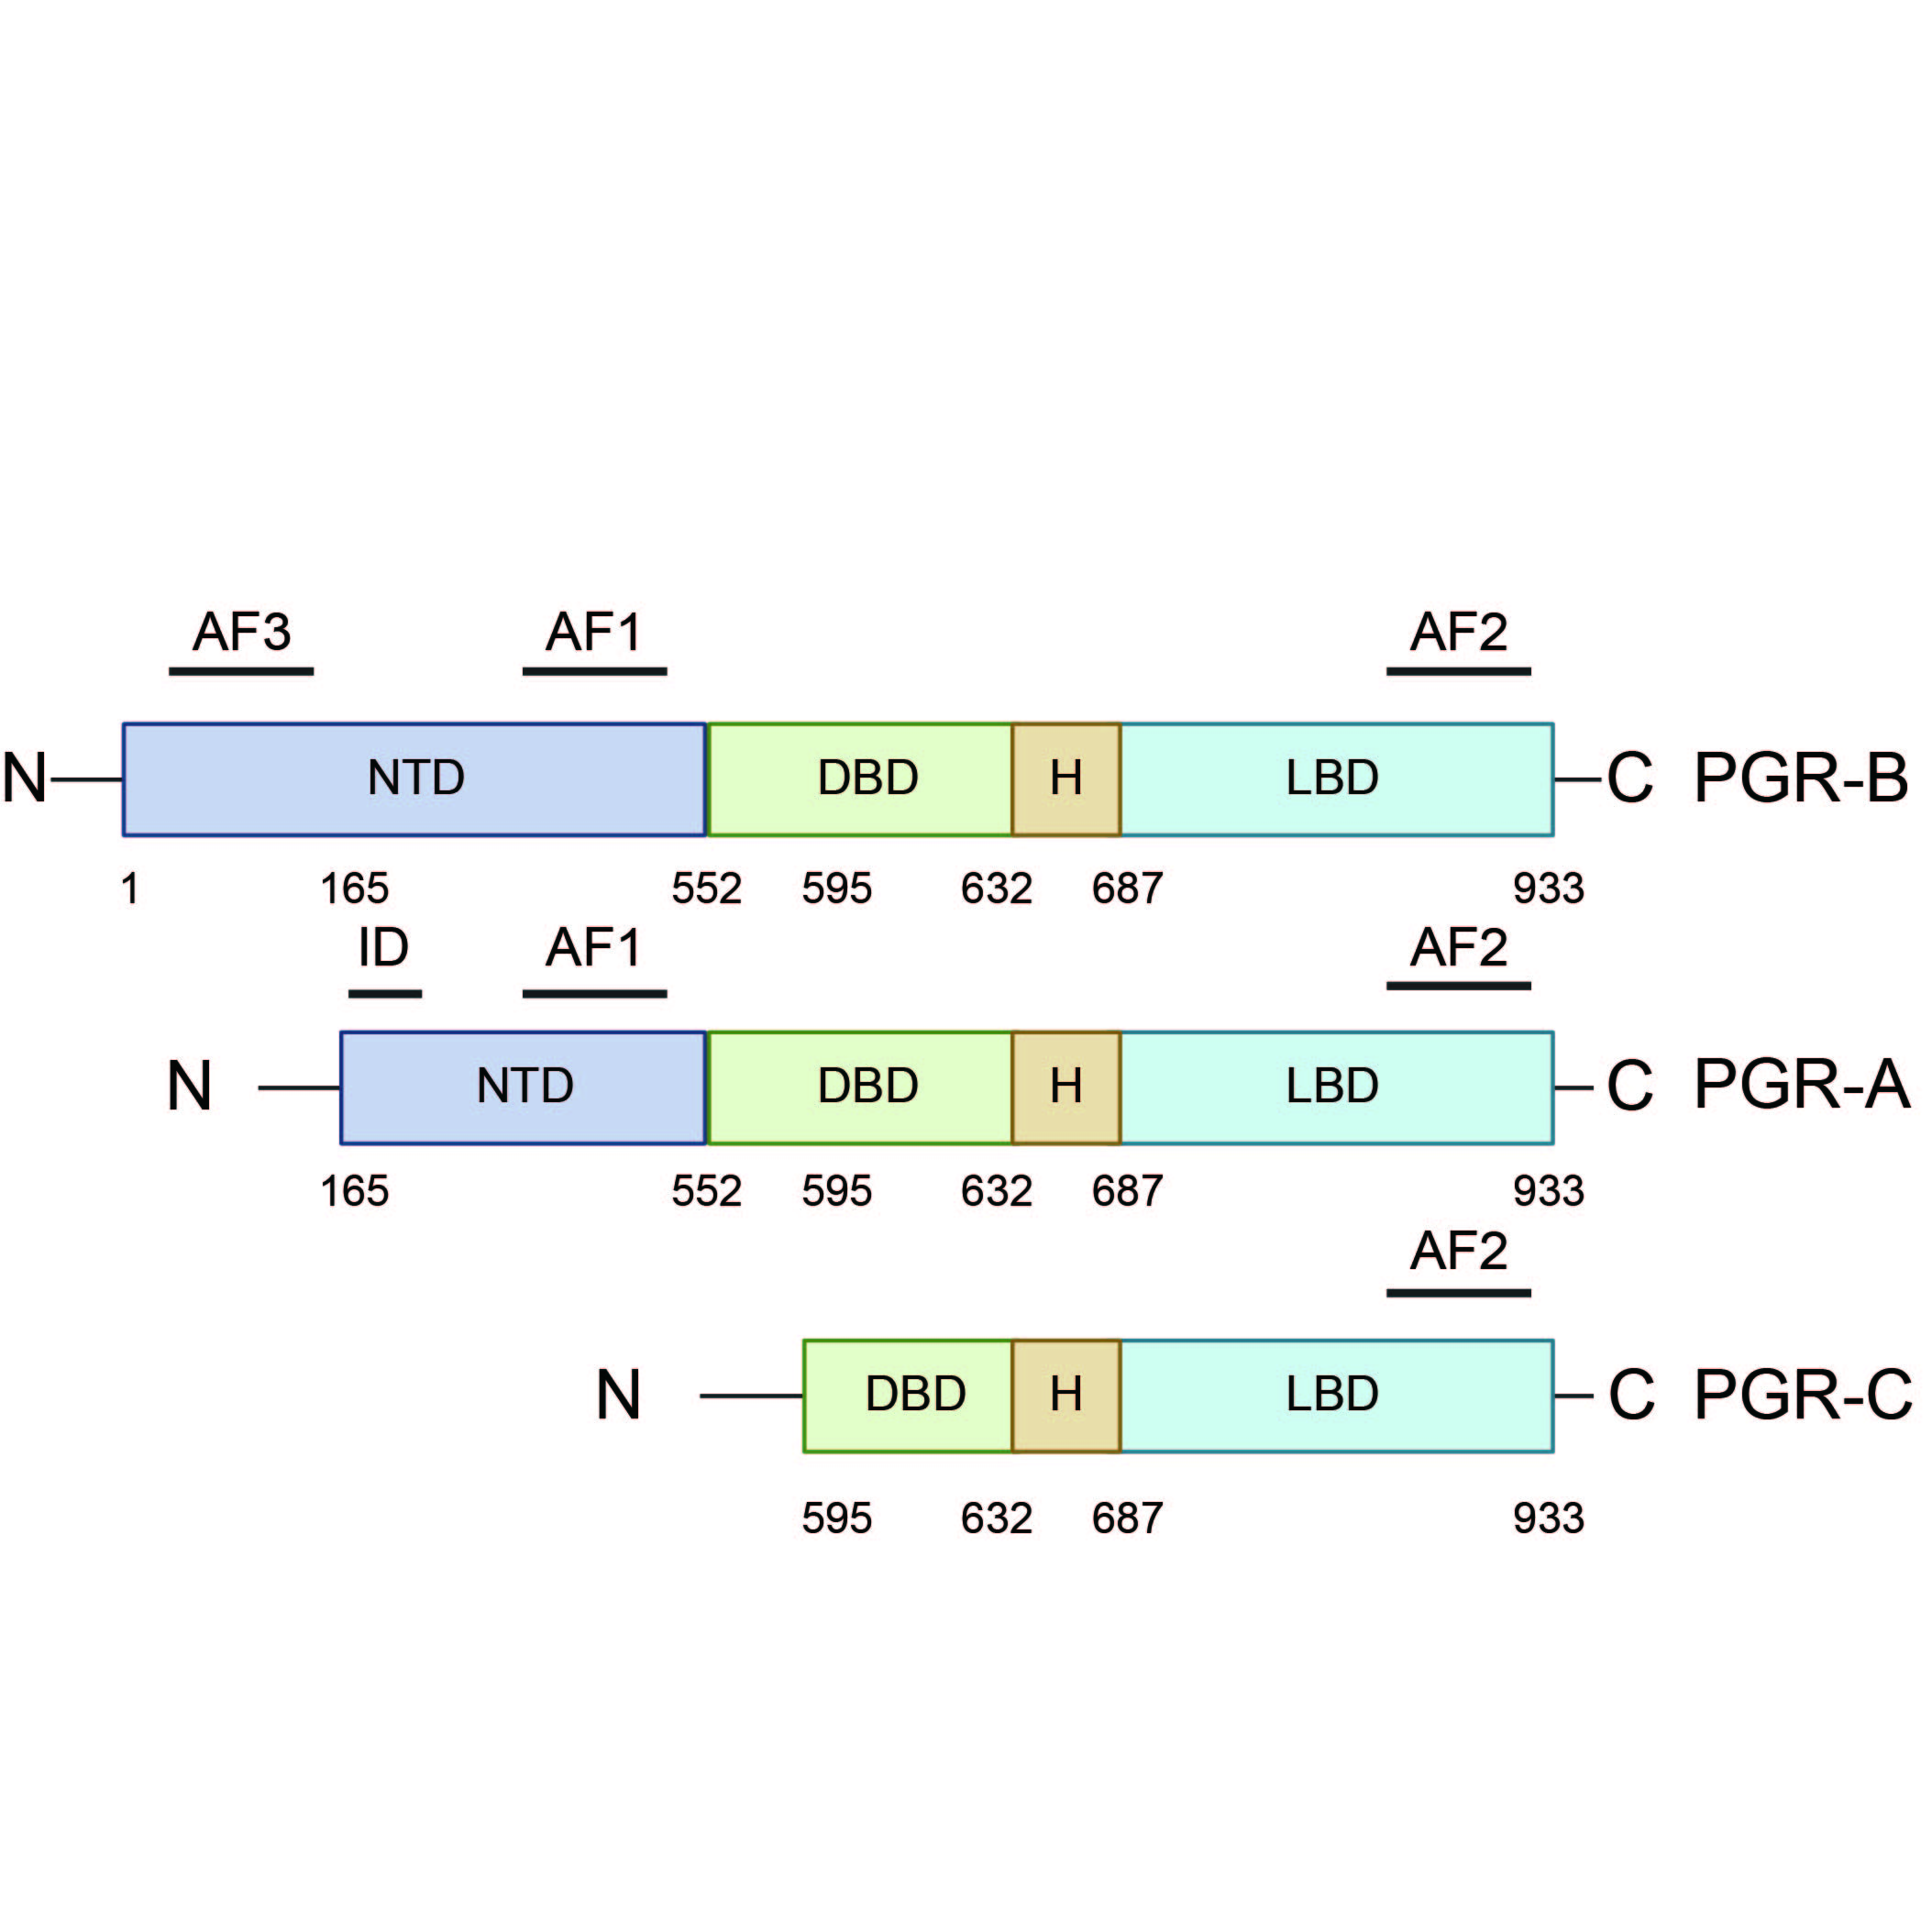 AF3 AF1 AF2
N NTD DBD H LBD C PGR-B
1 165 552 595 632 687 933
ID AF1 AF2
N NTD DBD H LBD C PGR-A
165 552 595 632 687 933
AF2
N DBD H LBD C PGR-C
595 632 687 933